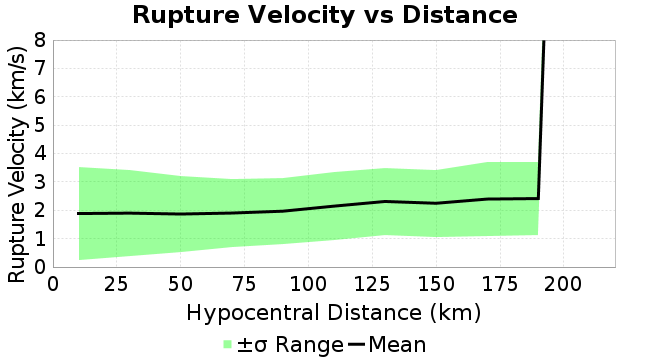 Rupture Velocity vs Distance
Rupture Velocity (km/s)
8
7
6
5
4
3
2
1
0
0 25 50 75 100 125 150 175 200
Hypocentral Distance (km)
±σ Range Mean